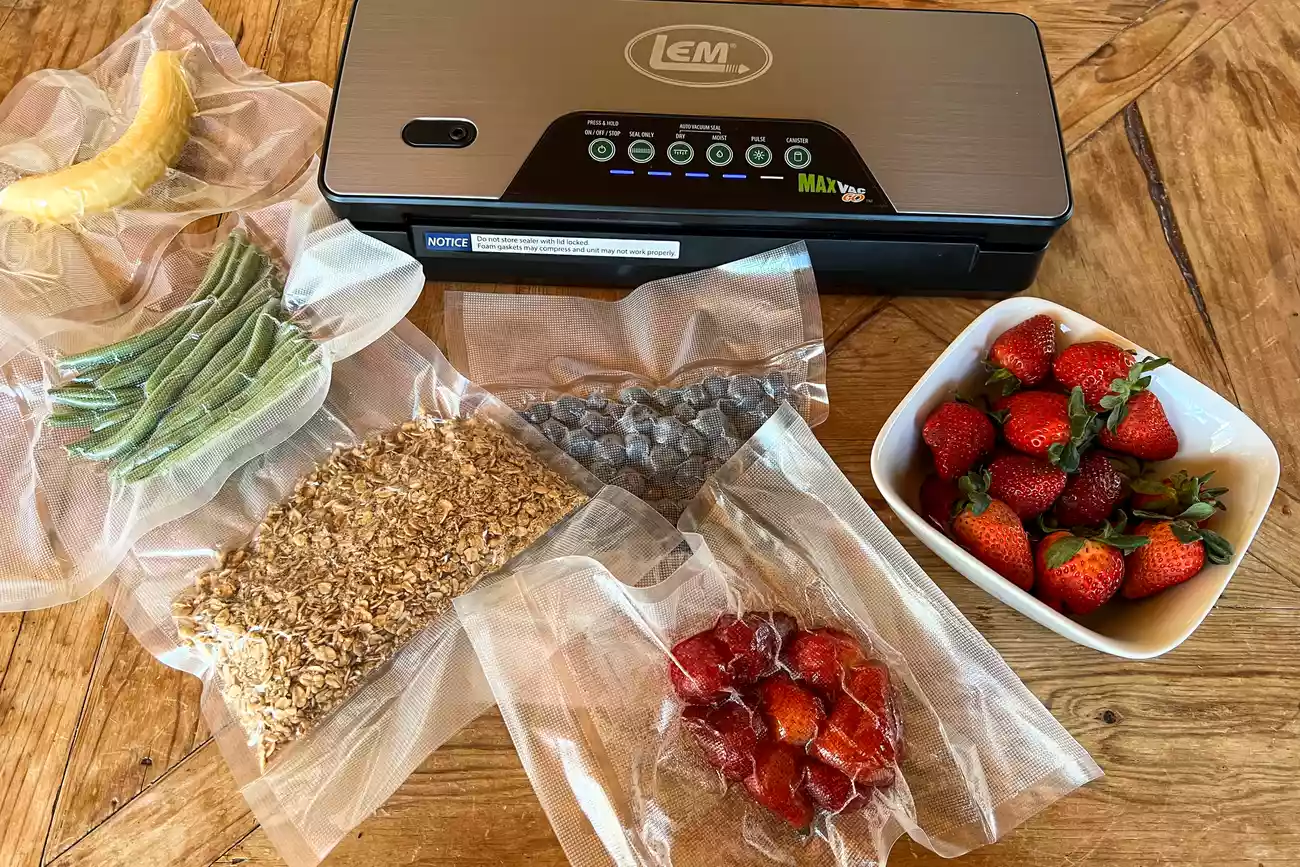 LEM®
PRESS & HOLD
ON / OFF / STOP
SEAL ONLY
AUTO VACUUM SEAL
DRY
MOIST
PULSE
CANISTER
MAXVAC
GO™
NOTICE
Do not store sealer with lid locked.
Foam gaskets may compress and unit may not work properly.